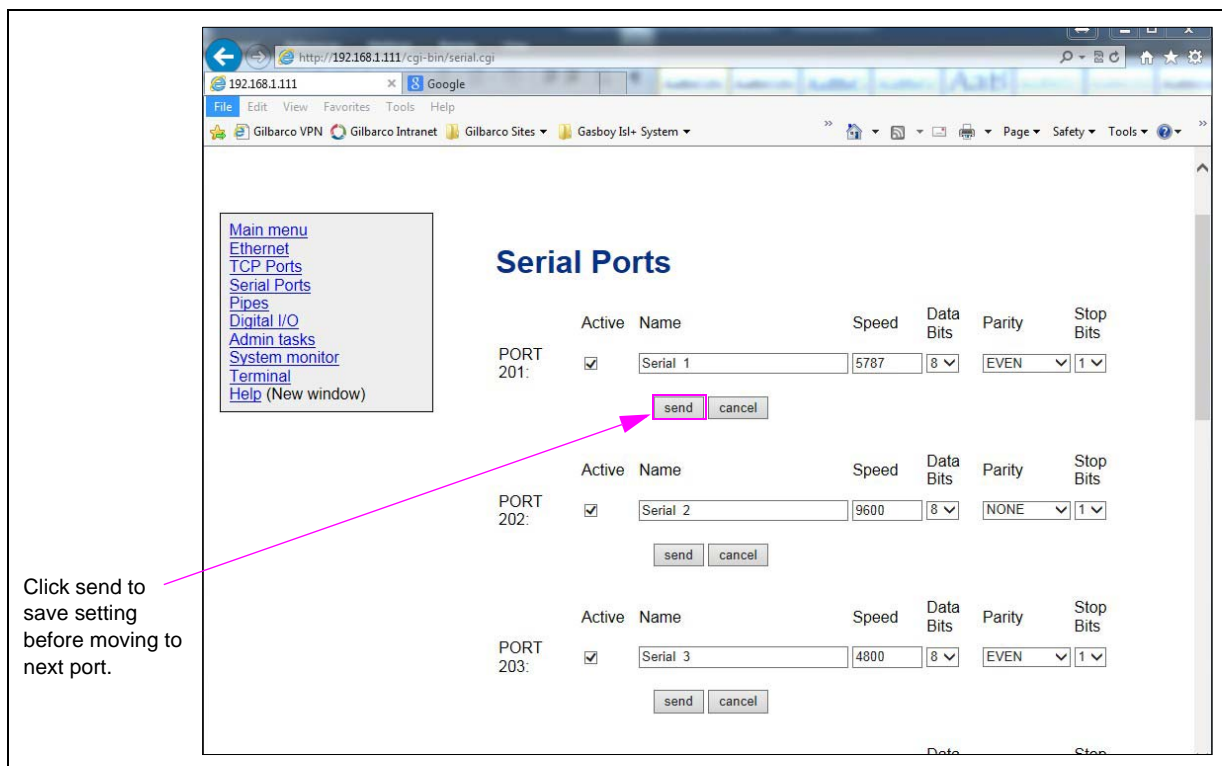 http://192.168.1.111/cgi-bin/serial.cgi
192.168.1.111 × Google
File Edit View Favorites Tools Help
Gilbarco VPN Gilbarco Intranet Gilbarco Sites Gasboy Isl+ System » Page Safety Tools »
Main menu
Ethernet
TCP Ports
Serial Ports
Pipes
Digital I/O
Admin tasks
System monitor
Terminal
Help (New window)
Serial Ports
Active Name Speed Data Bits Parity Stop Bits
PORT 201: Serial 1 5787 8 EVEN 1
send cancel
Active Name Speed Data Bits Parity Stop Bits
PORT 202: Serial 2 9600 8 NONE 1
send cancel
Active Name Speed Data Bits Parity Stop Bits
PORT 203: Serial 3 4800 8 EVEN 1
send cancel
Data Stop
Click send to
save setting
before moving to
next port.